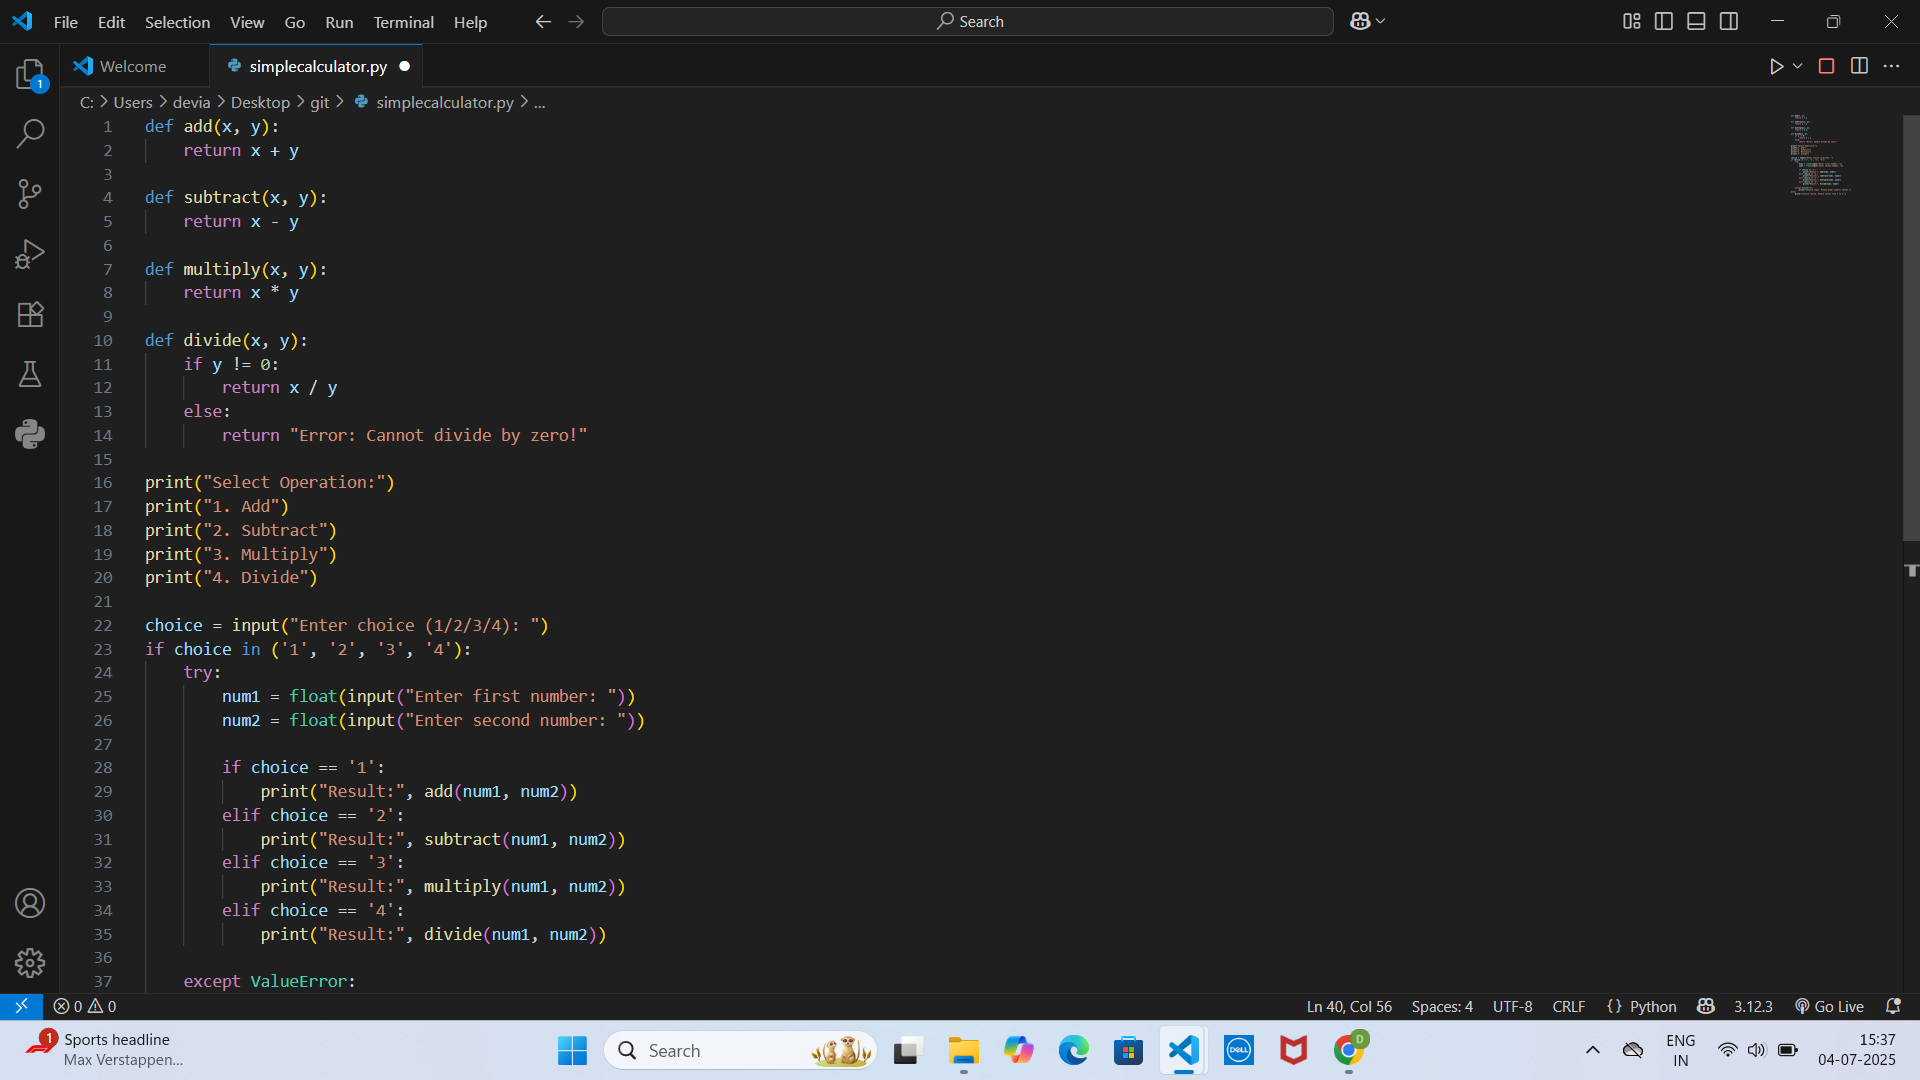 File Edit Selection View Go Run Terminal Help Search
Welcome simplecalculator.py
C: > Users > devia > Desktop > git > simplecalculator.py > ...
1 def add(x, y):
2     return x + y
3
4 def subtract(x, y):
5     return x - y
6
7 def multiply(x, y):
8     return x * y
9
10 def divide(x, y):
11     if y != 0:
12         return x / y
13     else:
14         return "Error: Cannot divide by zero!"
15
16 print("Select Operation:")
17 print("1. Add")
18 print("2. Subtract")
19 print("3. Multiply")
20 print("4. Divide")
21
22 choice = input("Enter choice (1/2/3/4): ")
23 if choice in ('1', '2', '3', '4'):
24     try:
25         num1 = float(input("Enter first number: "))
26         num2 = float(input("Enter second number: "))
27
28         if choice == '1':
29             print("Result:", add(num1, num2))
30         elif choice == '2':
31             print("Result:", subtract(num1, num2))
32         elif choice == '3':
33             print("Result:", multiply(num1, num2))
34         elif choice == '4':
35             print("Result:", divide(num1, num2))
36
37     except ValueError:
1
0 0 Ln 40, Col 56 Spaces: 4 UTF-8 CRLF {} Python 3.12.3 Go Live
1 Sports headline
Max Verstappen...
Search
DELL
D
ENG
IN
15:37
04-07-2025